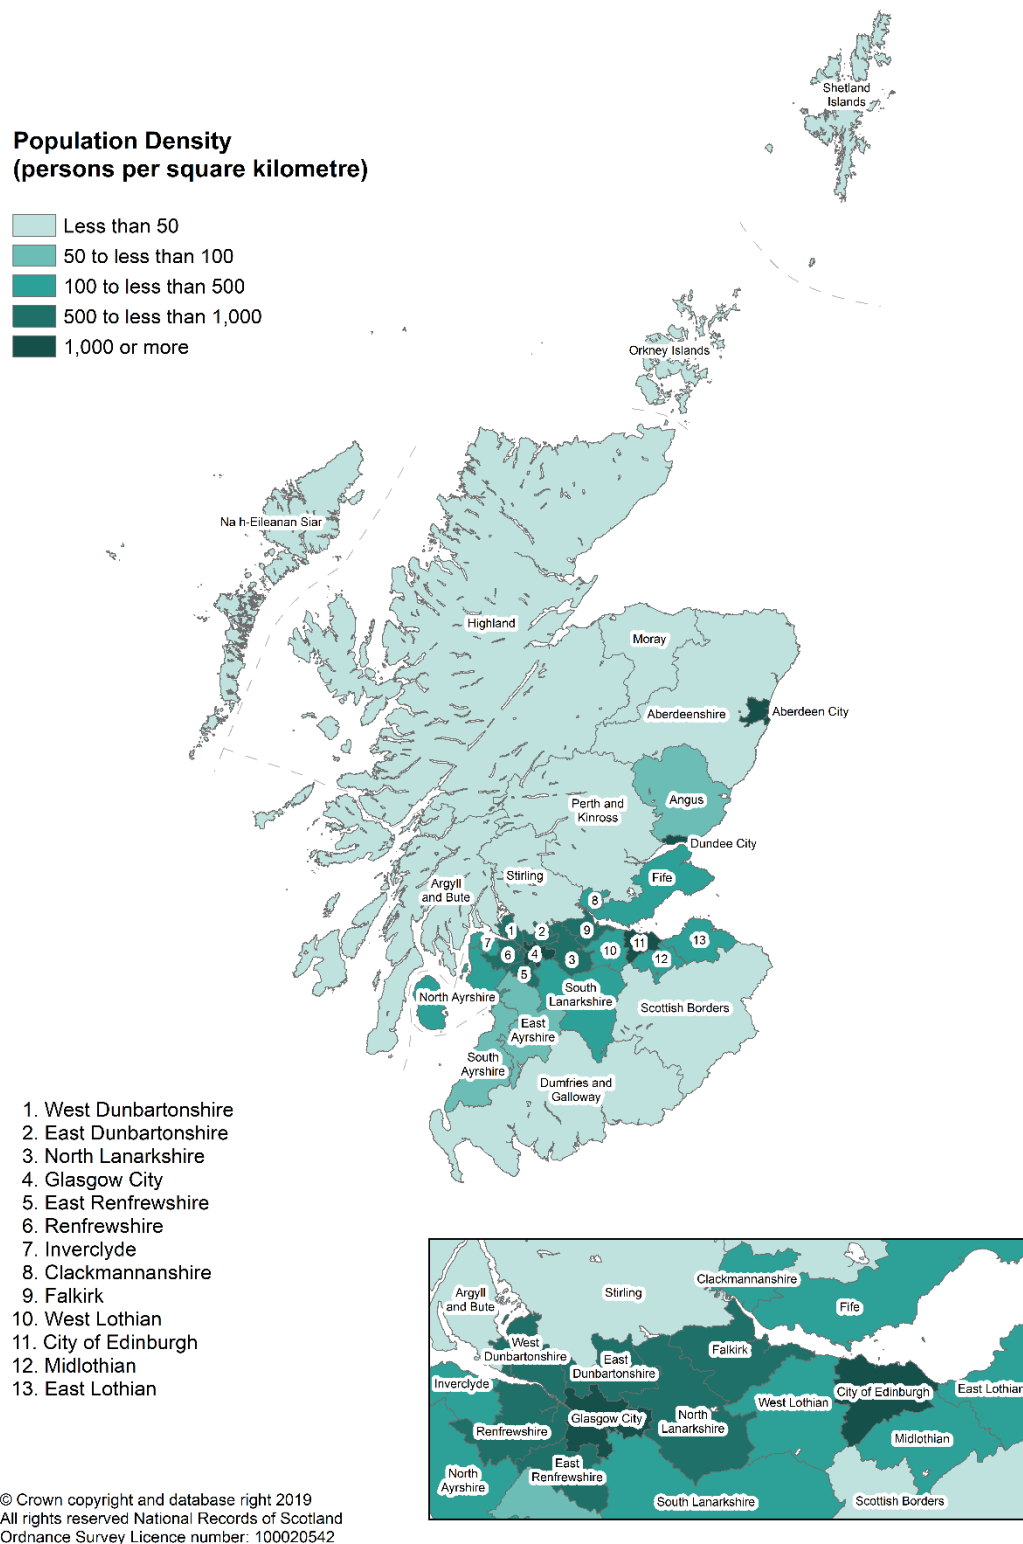 Shetland
Islands
Population Density
(persons per square kilometre)
Less than 50
50 to less than 100
100 to less than 500
500 to less than 1,000
1,000 or more
Orkney Islands
Na h-Eileanan Siar
Highland
Moray
Aberdeenshire
Aberdeen City
Perth and
Kinross
Angus
Dundee City
Stirling
Fife
Argyll
and Bute
8
1
2
9
7
6
4
3
10
11
12
13
5
North Ayrshire
South
Lanarkshire
Scottish Borders
East
Ayrshire
South
Ayrshire
Dumfries and
Galloway
1. West Dunbartonshire
2. East Dunbartonshire
3. North Lanarkshire
4. Glasgow City
5. East Renfrewshire
6. Renfrewshire
7. Inverclyde
8. Clackmannanshire
9. Falkirk
10. West Lothian
11. City of Edinburgh
12. Midlothian
13. East Lothian
Clackmannanshire
Argyll
and Bute
Stirling
Fife
West
Dunbartonshire
East
Dunbartonshire
Falkirk
Inverclyde
City of Edinburgh
East Lothian
West Lothian
Glasgow City
North
Lanarkshire
Renfrewshire
Midlothian
East
Renfrewshire
North
Ayrshire
South Lanarkshire
Scottish Borders
© Crown copyright and database right 2019
All rights reserved National Records of Scotland
Ordnance Survey Licence number: 100020542